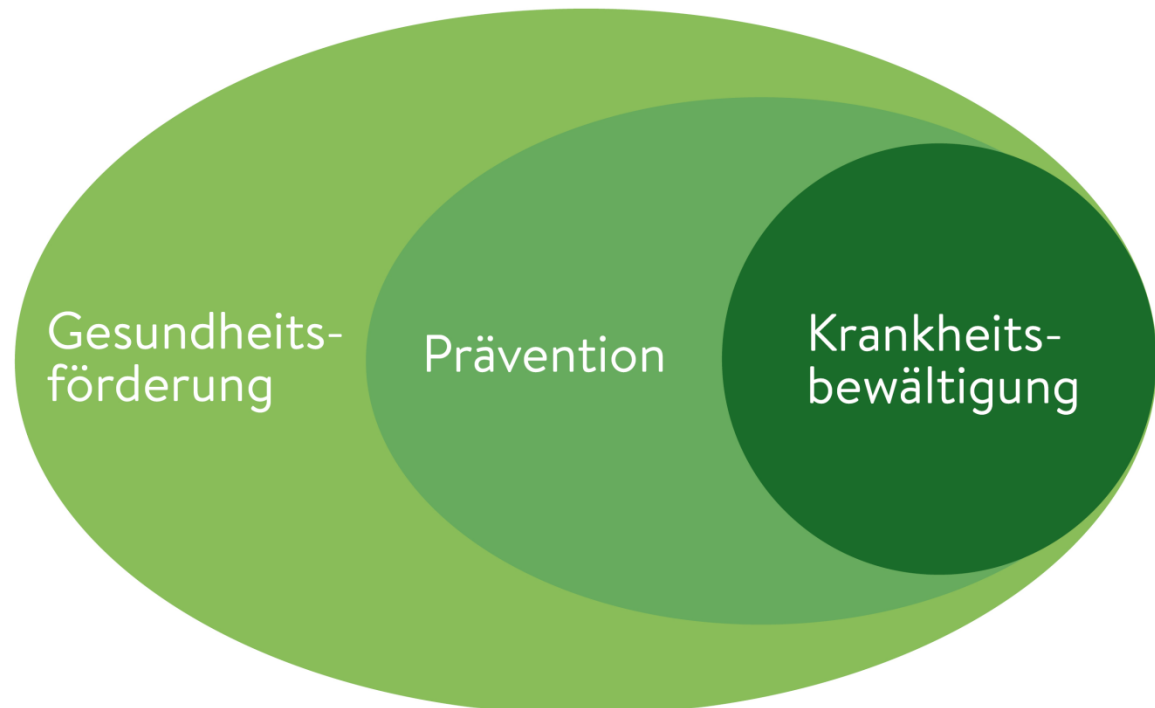 Gesundheits-
förderung
Prävention
Krankheits-
bewältigung